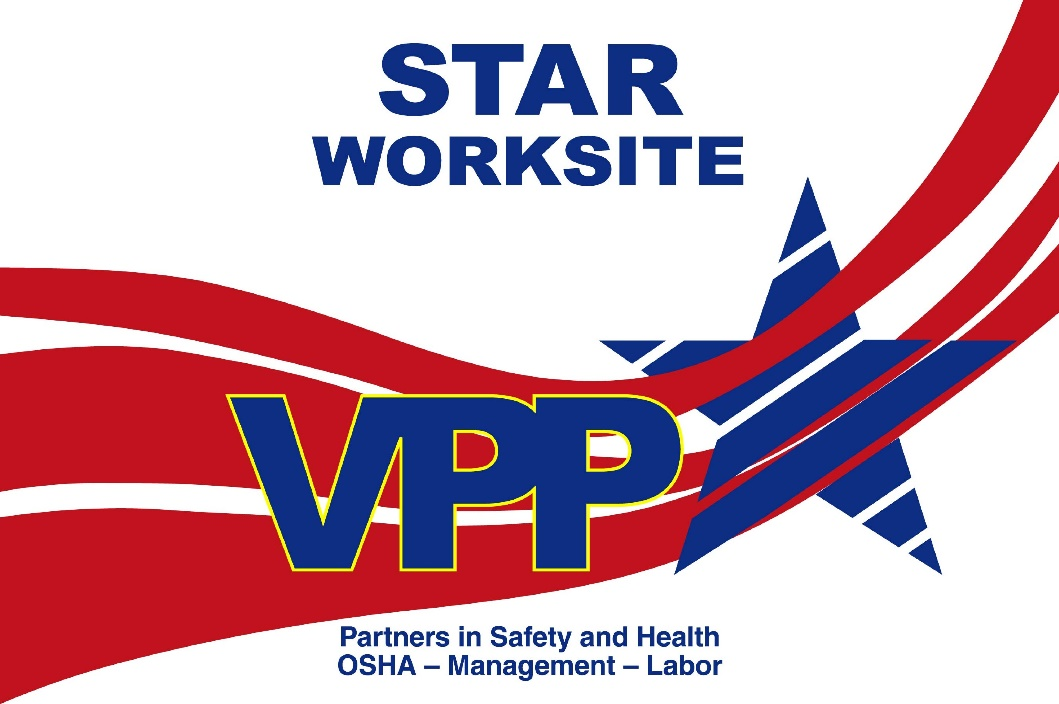 STAR
WORKSITE
VPP
Partners in Safety and Health
OSHA – Management – Labor